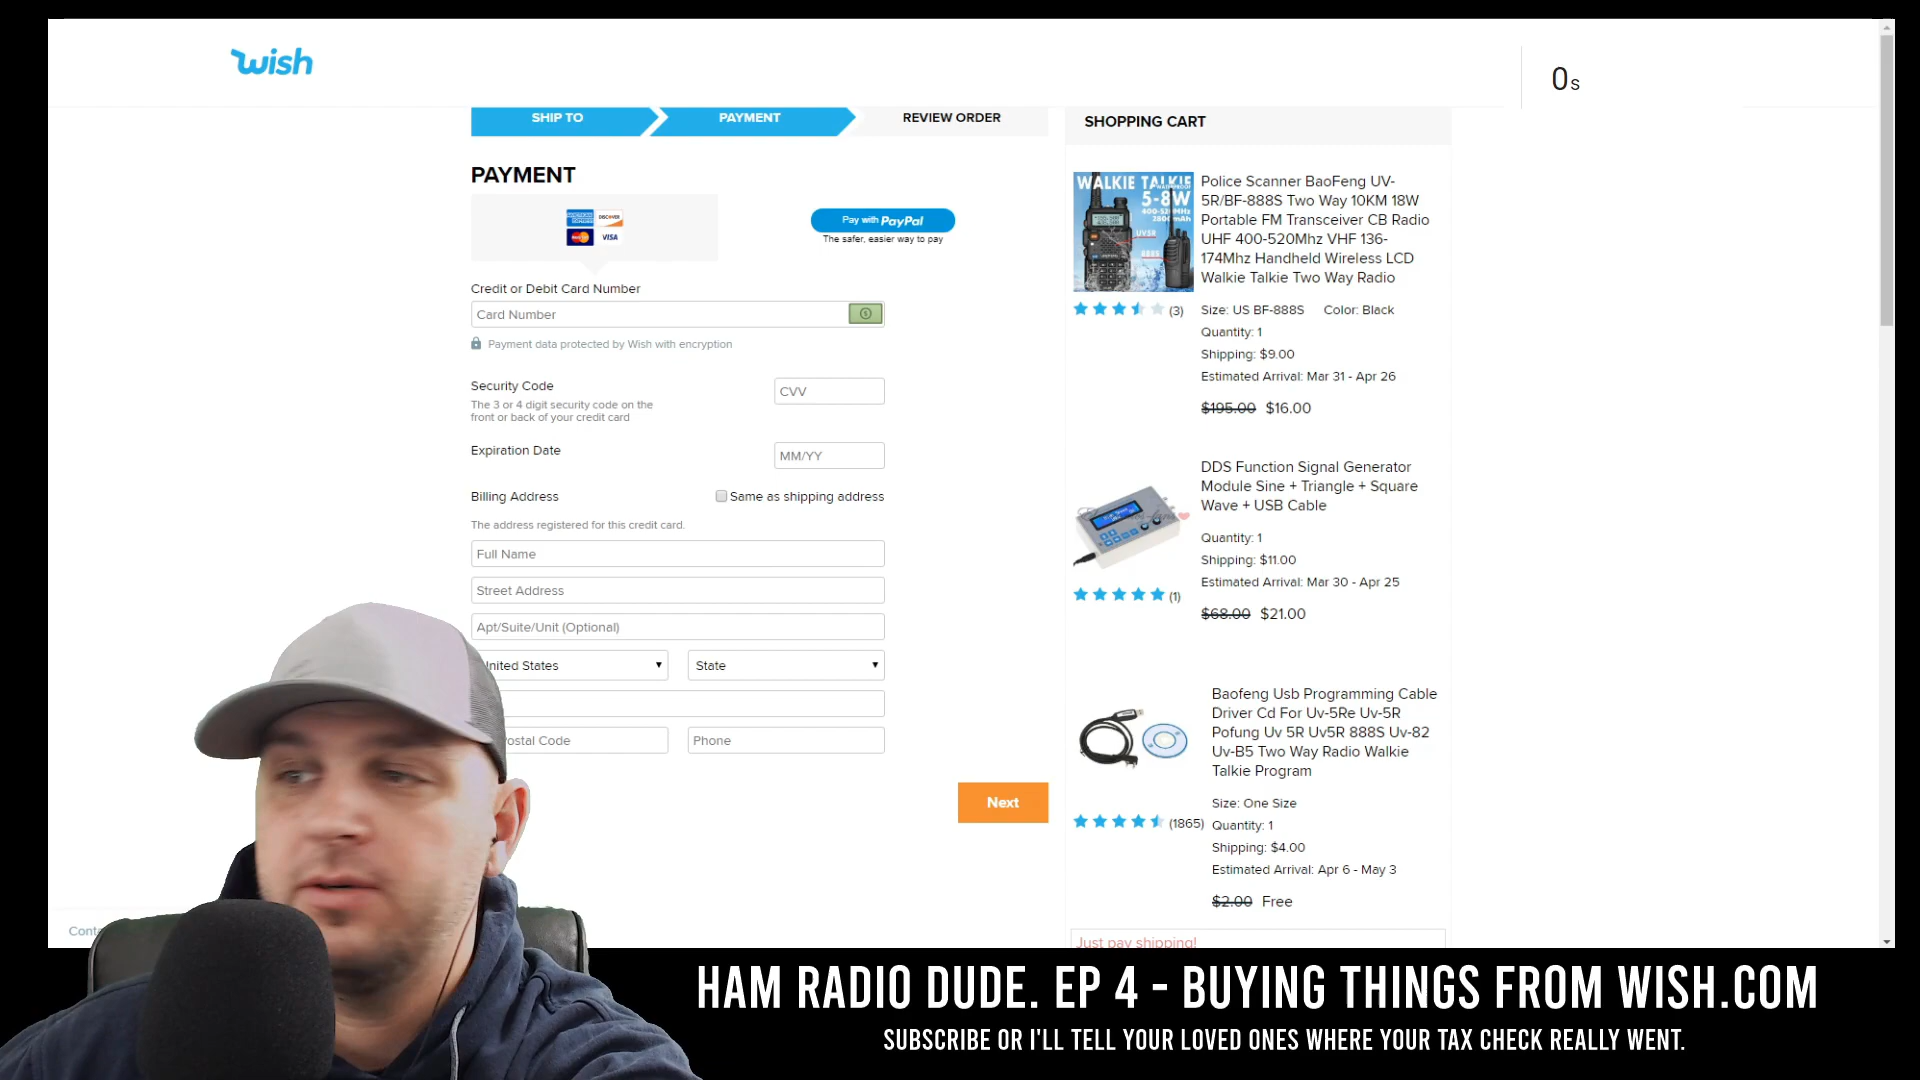 wish
0s
SHIP TO
PAYMENT
REVIEW ORDER
PAYMENT
AMERICAN EXPRESS
DISCOVER
VISA
Pay with PayPal
The safer, easier way to pay
Credit or Debit Card Number
Card Number
Payment data protected by Wish with encryption
Security Code
The 3 or 4 digit security code on the
front or back of your credit card
CVV
Expiration Date
MM/YY
Billing Address
Same as shipping address
The address registered for this credit card.
Full Name
Street Address
Apt/Suite/Unit (Optional)
United States
State
Postal Code
Phone
Next
SHOPPING CART
WALKIE TALKIE
5-8W
Police Scanner BaoFeng UV-
5R/BF-888S Two Way 10KM 18W
Portable FM Transceiver CB Radio
UHF 400-520Mhz VHF 136-
174Mhz Handheld Wireless LCD
Walkie Talkie Two Way Radio
(3)
Size: US BF-888S Color: Black
Quantity: 1
Shipping: $9.00
Estimated Arrival: Mar 31 - Apr 26
$195.00 $16.00
DDS Function Signal Generator
Module Sine + Triangle + Square
Wave + USB Cable
Quantity: 1
Shipping: $11.00
Estimated Arrival: Mar 30 - Apr 25
(1)
$68.00 $21.00
Baofeng Usb Programming Cable
Driver Cd For Uv-5Re Uv-5R
Pofung Uv 5R Uv5R 888S Uv-82
Uv-B5 Two Way Radio Walkie
Talkie Program
Size: One Size
(1865)
Quantity: 1
Shipping: $4.00
Estimated Arrival: Apr 6 - May 3
$2.00 Free
Just pay shipping!
HAM RADIO DUDE. EP 4 - BUYING THINGS FROM WISH.COM
SUBSCRIBE OR I'LL TELL YOUR LOVED ONES WHERE YOUR TAX CHECK REALLY WENT.